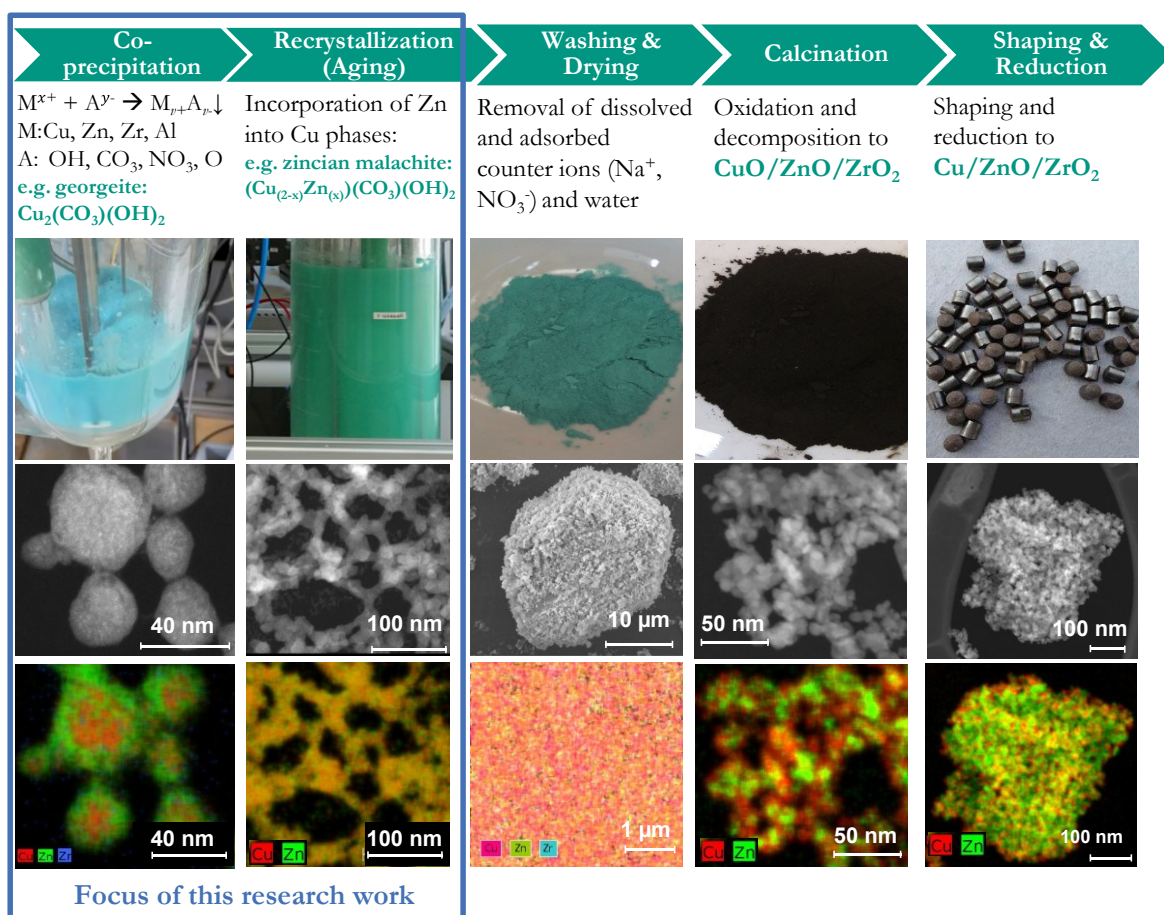 Co-
precipitation
Recrystallization
(Aging)
Washing &
Drying
Calcination
Shaping &
Reduction
Mˣ⁺ + Aʸ⁻ → Mᵧ₊Aᵧ₋↓
M:Cu, Zn, Zr, Al
A: OH, CO₃, NO₃, O
e.g. georgeite:
Cu₂(CO₃)(OH)₂
Incorporation of Zn
into Cu phases:
e.g. zincian malachite:
(Cu₍₂₋ₓ₎Zn₍ₓ₎)(CO₃)(OH)₂
Removal of dissolved
and adsorbed
counter ions (Na⁺,
NO₃⁻) and water
Oxidation and
decomposition to
CuO/ZnO/ZrO₂
Shaping and
reduction to
Cu/ZnO/ZrO₂
40 nm
100 nm
10 µm
50 nm
100 nm
Cu Zn Zr
40 nm
Cu Zn
100 nm
Cu Zn Zr
1 µm
Cu Zn
50 nm
Cu Zn
100 nm
Focus of this research work